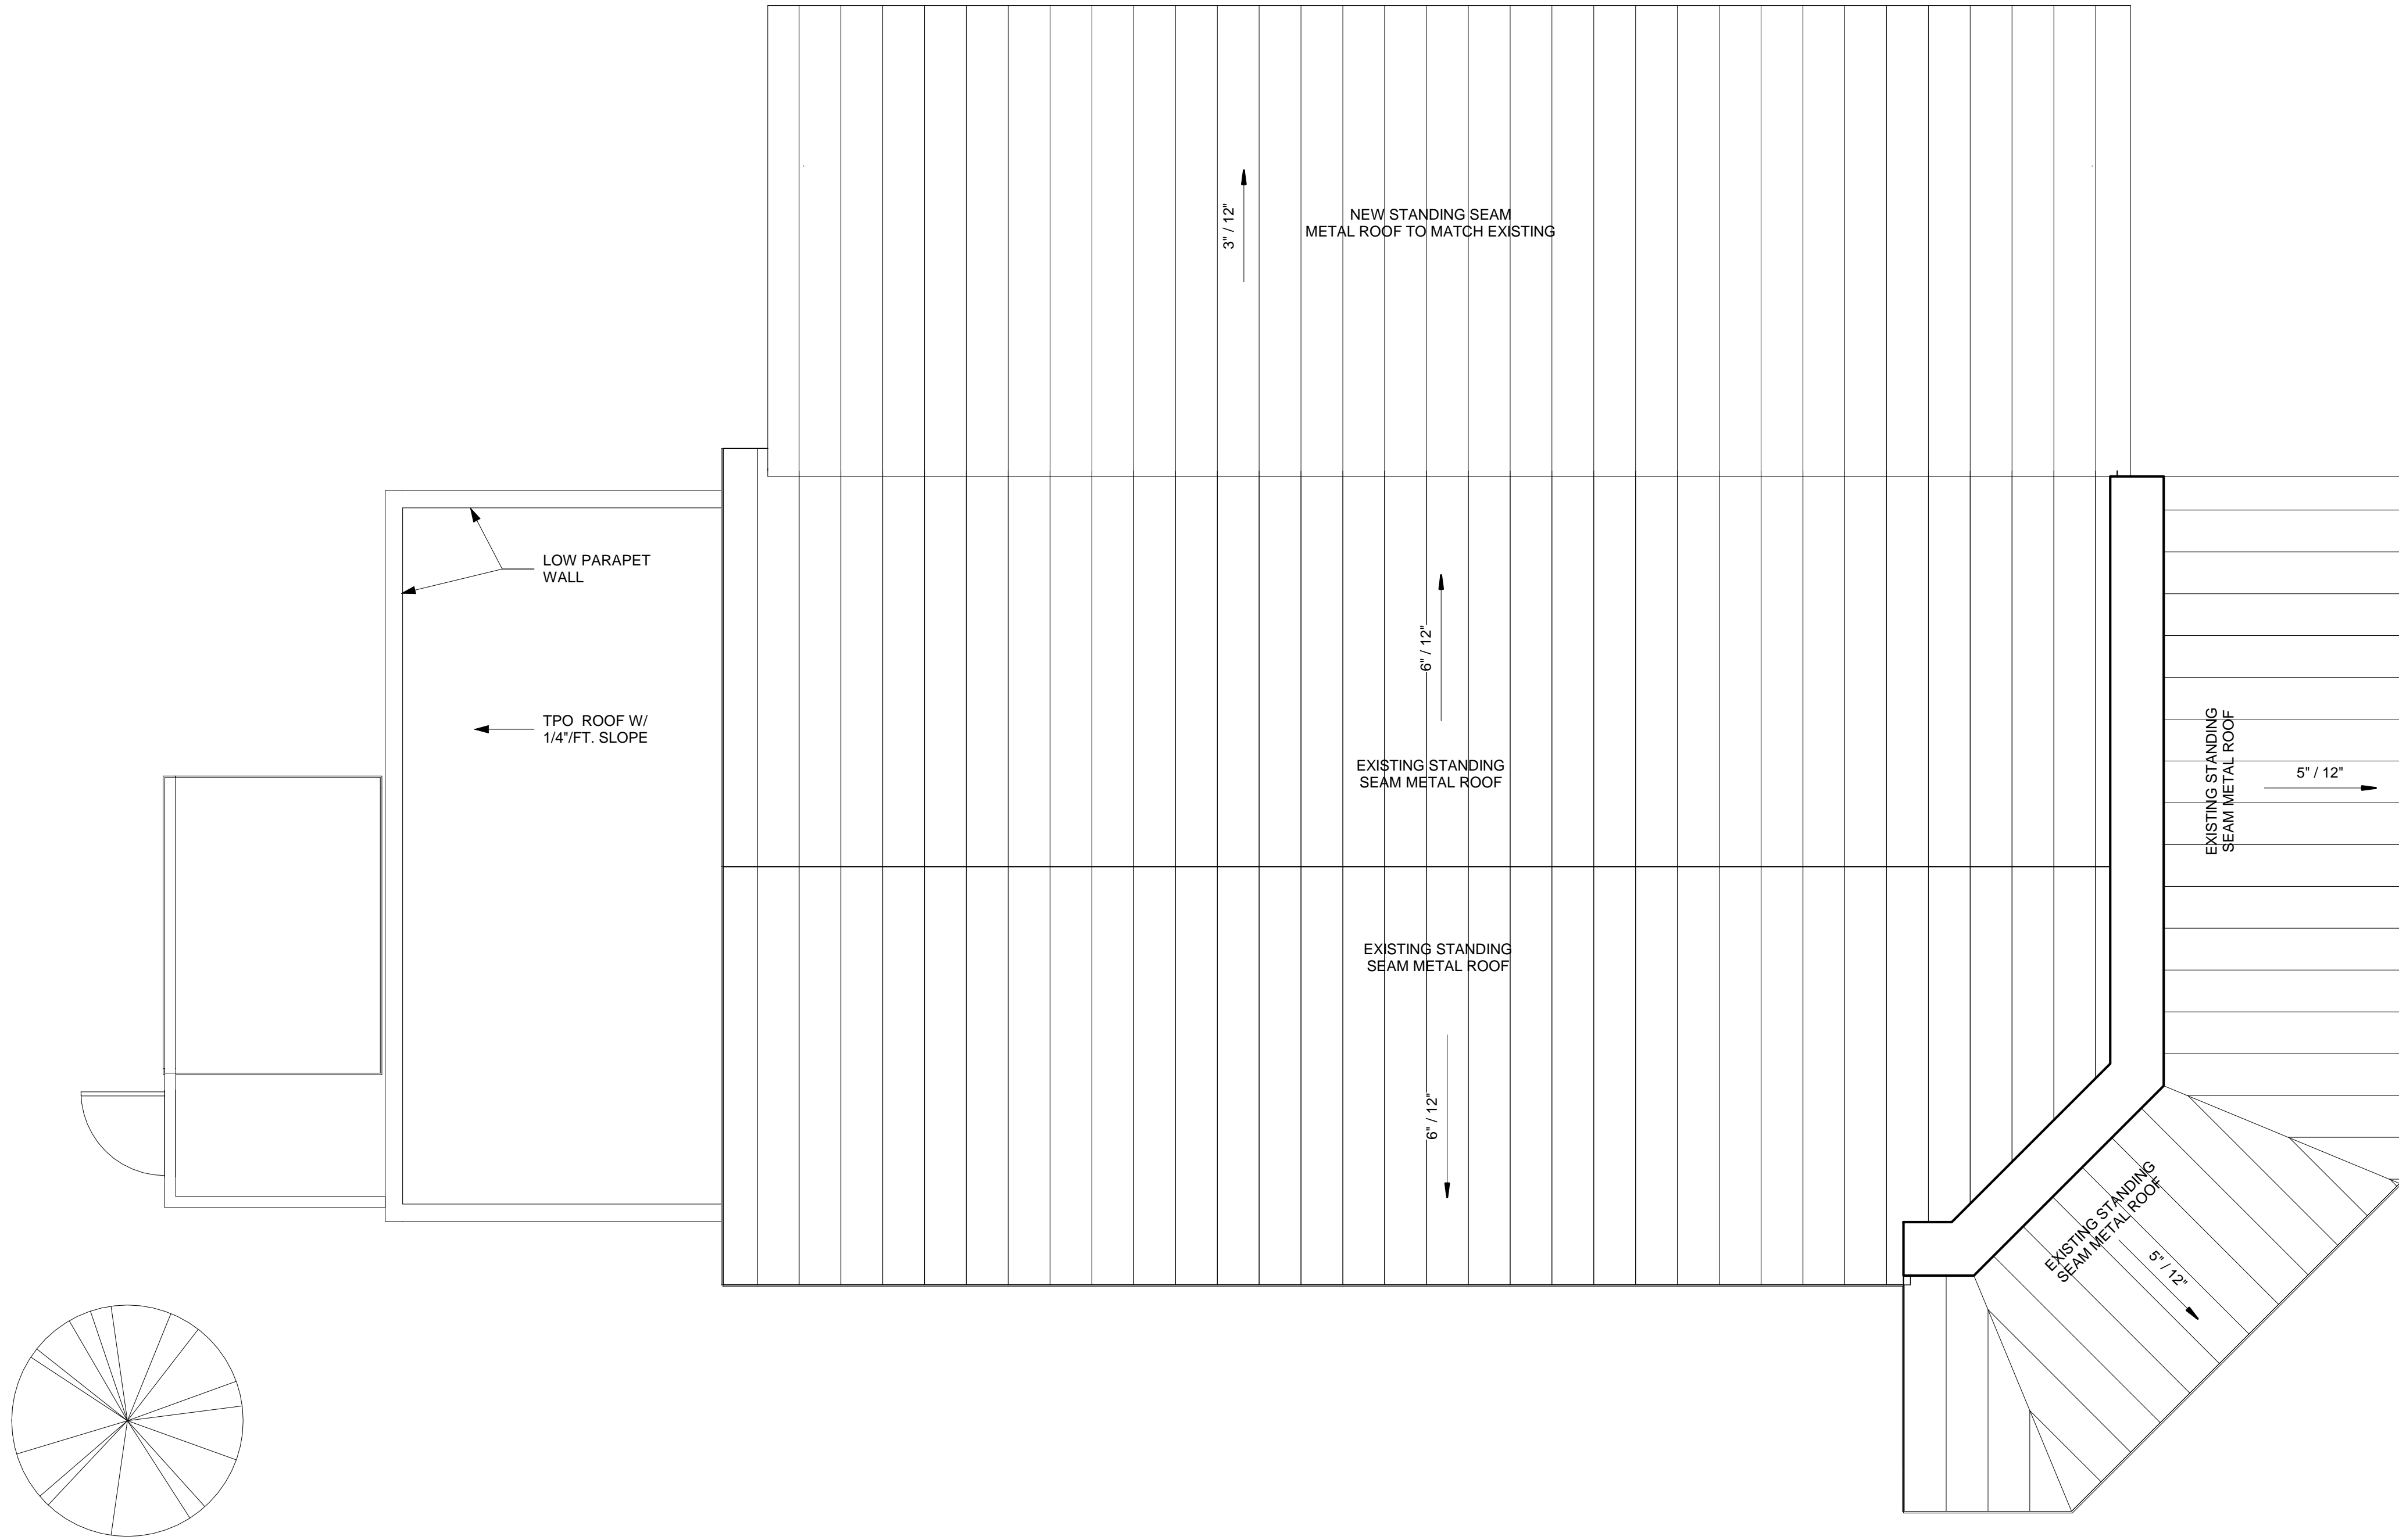 3" / 12"
NEW STANDING SEAM
METAL ROOF TO MATCH EXISTING
LOW PARAPET
WALL
6" / 12"
TPO ROOF W/
1/4"/FT. SLOPE
EXISTING STANDING
SEAM METAL ROOF
EXISTING STANDING
SEAM METAL ROOF
5" / 12"
EXISTING STANDING
SEAM METAL ROOF
6" / 12"
EXISTING STANDING
SEAM METAL ROOF
5" / 12"